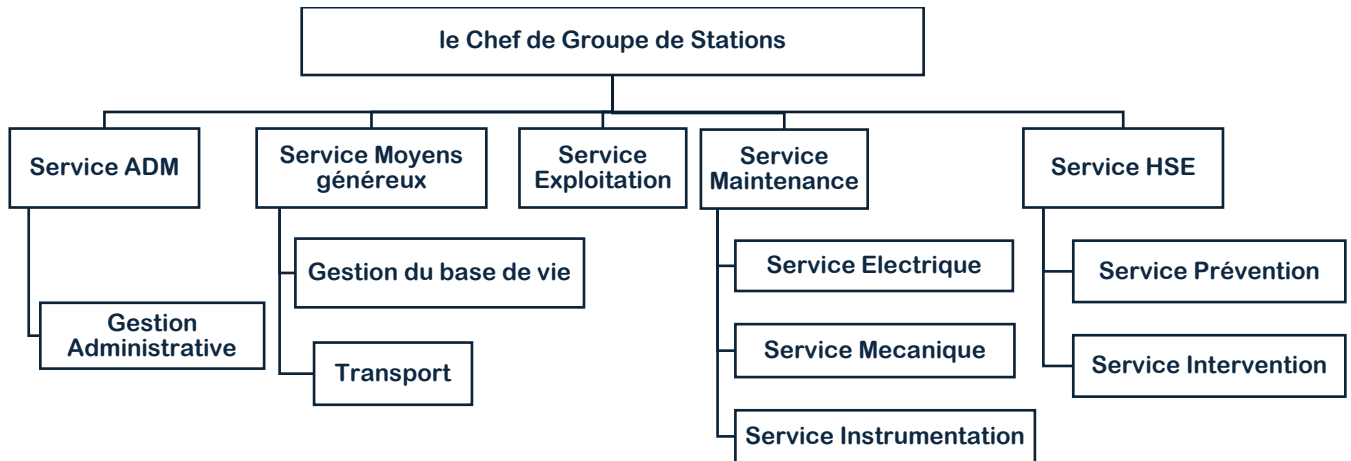 le Chef de Groupe de Stations
Service ADM
Service Moyens
généreux
Service
Exploitation
Service
Maintenance
Service HSE
Gestion
Administrative
Gestion du base de vie
Transport
Service Electrique
Service Mecanique
Service Instrumentation
Service Prévention
Service Intervention